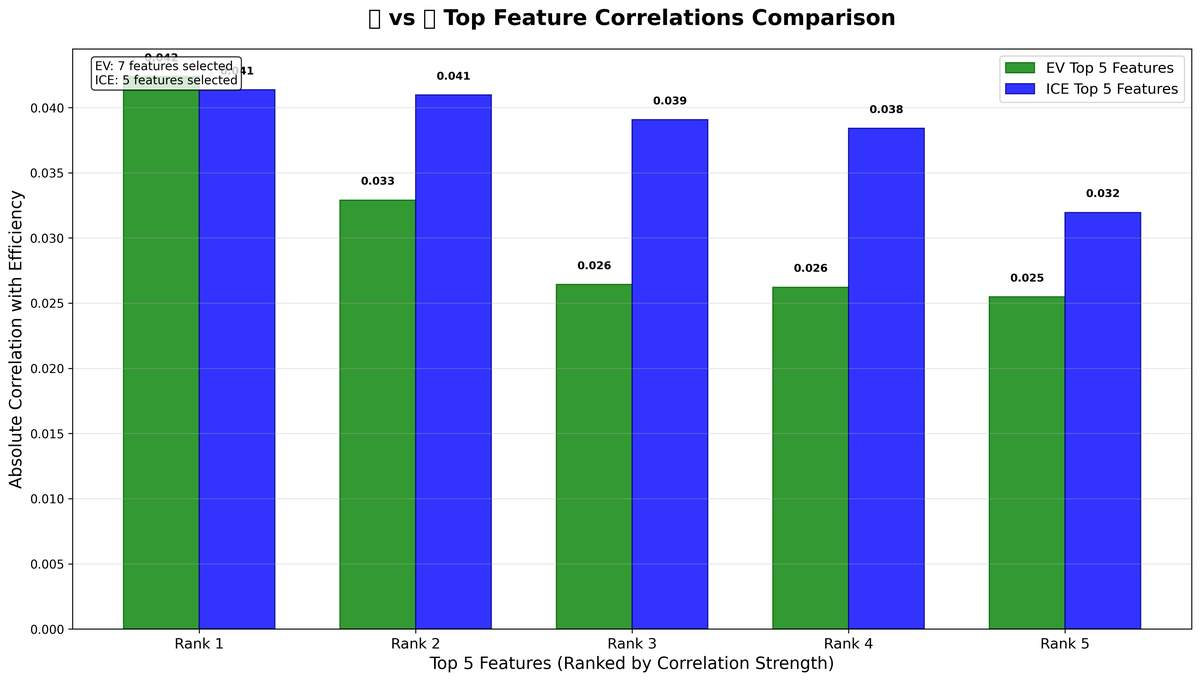 ▯ vs ▯ Top Feature Correlations Comparison
EV: 7 features selected
ICE: 5 features selected
EV Top 5 Features
ICE Top 5 Features
0.042
0.041
0.033
0.041
0.026
0.039
0.026
0.038
0.025
0.032
Absolute Correlation with Efficiency
0.040
0.035
0.030
0.025
0.020
0.015
0.010
0.005
0.000
Rank 1
Rank 2
Rank 3
Rank 4
Rank 5
Top 5 Features (Ranked by Correlation Strength)